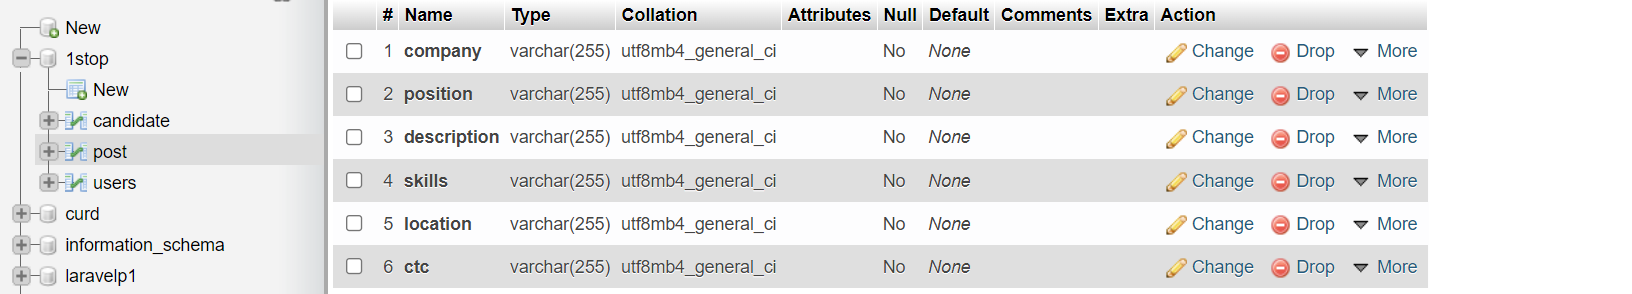 New
1stop
New
candidate
post
users
curd
information_schema
laravelp1
# Name Type Collation Attributes Null Default Comments Extra Action
1 company varchar(255) utf8mb4_general_ci No None Change Drop More
2 position varchar(255) utf8mb4_general_ci No None Change Drop More
3 description varchar(255) utf8mb4_general_ci No None Change Drop More
4 skills varchar(255) utf8mb4_general_ci No None Change Drop More
5 location varchar(255) utf8mb4_general_ci No None Change Drop More
6 ctc varchar(255) utf8mb4_general_ci No None Change Drop More